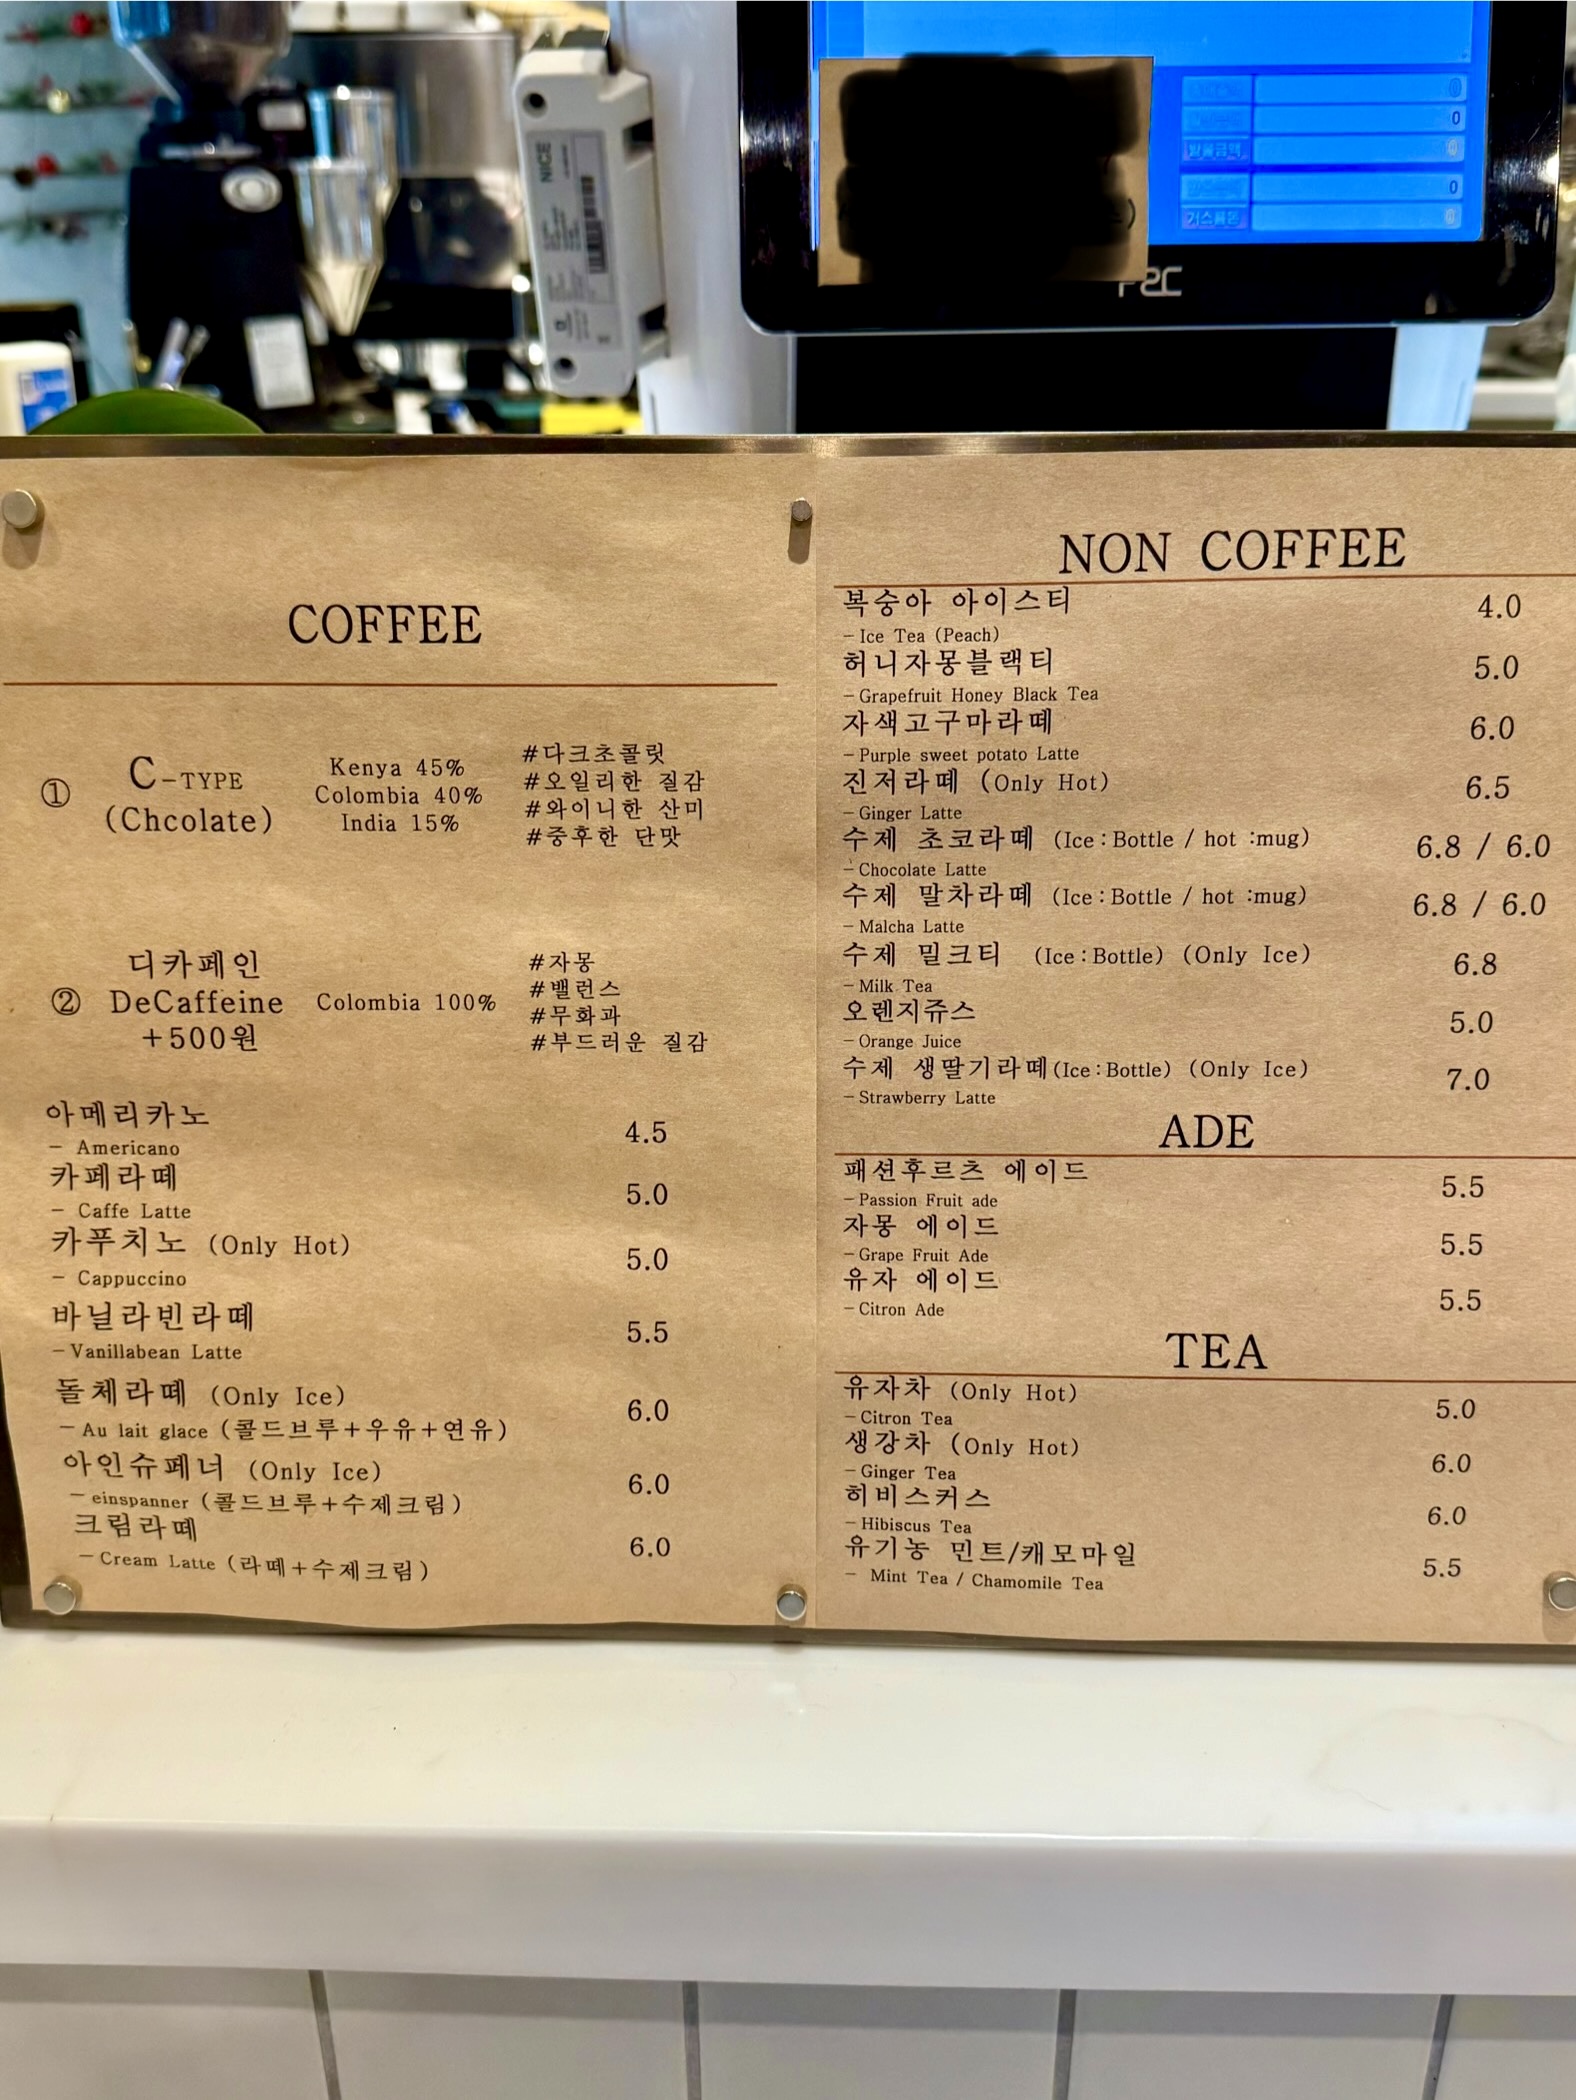 NICE
0
0
받을금액
0
0
거스름돈
0
COFFEE
① C-TYPE
(Chcolate)
Kenya 45%
Colombia 40%
India 15%
#다크초콜릿
#오일리한 질감
#와이니한 산미
#중후한 단맛
② 디카페인
DeCaffeine
+500원
Colombia 100%
#자몽
#밸런스
#무화과
#부드러운 질감
아메리카노 4.5
- Americano
카페라떼 5.0
- Caffe Latte
카푸치노 (Only Hot) 5.0
- Cappuccino
바닐라빈라떼 5.5
- Vanillabean Latte
돌체라떼 (Only Ice) 6.0
- Au lait glace (콜드브루+우유+연유)
아인슈페너 (Only Ice) 6.0
- einspanner (콜드브루+수제크림)
크림라떼 6.0
- Cream Latte (라떼+수제크림)
NON COFFEE
복숭아 아이스티 4.0
- Ice Tea (Peach)
허니자몽블랙티 5.0
- Grapefruit Honey Black Tea
자색고구마라떼 6.0
- Purple sweet potato Latte
진저라떼 (Only Hot) 6.5
- Ginger Latte
수제 초코라떼 (Ice : Bottle / hot :mug) 6.8 / 6.0
- Chocolate Latte
수제 말차라떼 (Ice : Bottle / hot :mug) 6.8 / 6.0
- Malcha Latte
수제 밀크티 (Ice : Bottle) (Only Ice) 6.8
- Milk Tea
오렌지쥬스 5.0
- Orange Juice
수제 생딸기라떼(Ice : Bottle) (Only Ice) 7.0
- Strawberry Latte
ADE
패션후르츠 에이드 5.5
- Passion Fruit ade
자몽 에이드 5.5
- Grape Fruit Ade
유자 에이드 5.5
- Citron Ade
TEA
유자차 (Only Hot) 5.0
- Citron Tea
생강차 (Only Hot) 6.0
- Ginger Tea
히비스커스 6.0
- Hibiscus Tea
유기농 민트/캐모마일 5.5
- Mint Tea / Chamomile Tea